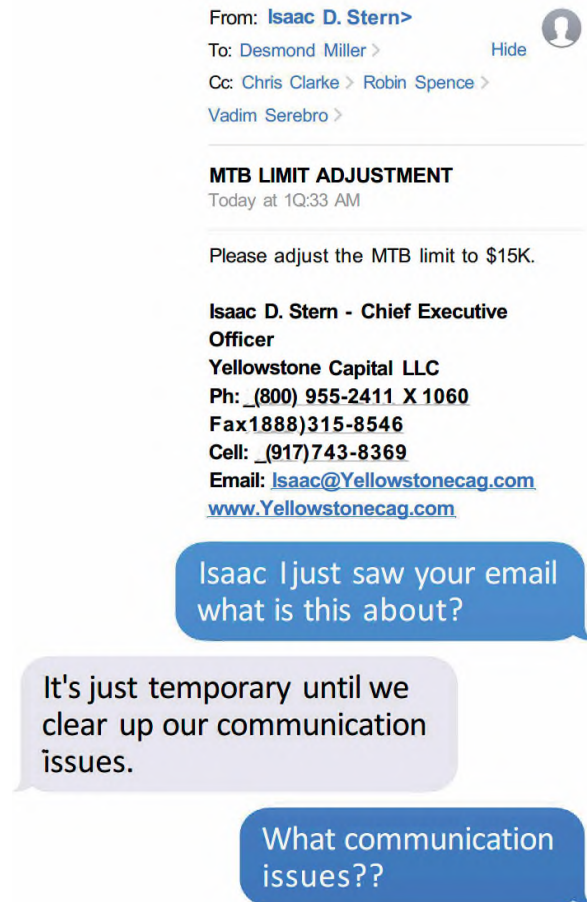 From: Isaac D. Stern>
To: Desmond Miller > Hide
Cc: Chris Clarke > Robin Spence >
Vadim Serebro >
MTB LIMIT ADJUSTMENT
Today at 1Q:33 AM
Please adjust the MTB limit to $15K.
Isaac D. Stern - Chief Executive
Officer
Yellowstone Capital LLC
Ph: _(800) 955-2411 X 1060
Fax1888)315-8546
Cell: _(917)743-8369
Email: Isaac@Yellowstonecag.com
www.Yellowstonecag.com
Isaac I just saw your email
what is this about?
It's just temporary until we
clear up our communication
issues.
What communication
issues??